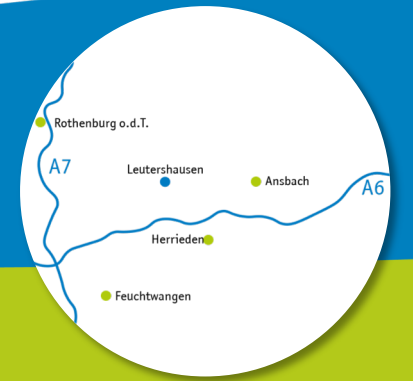 Rothenburg o.d.T.
A7
Leutershausen
Ansbach
A6
Herrieden
Feuchtwangen